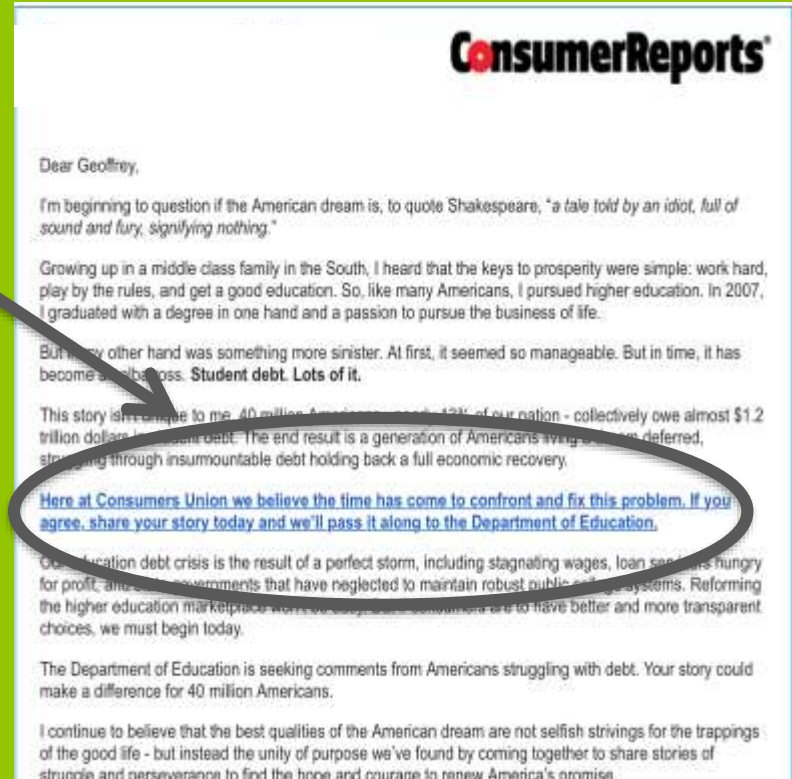 ConsumerReports
Dear Geoffrey,
I'm beginning to question if the American dream is, to quote Shakespeare, "a tale told by an idiot, full of
sound and fury, signifying nothing."
Growing up in a middle class family in the South, I heard that the keys to prosperity were simple: work hard,
play by the rules, and get a good education. So, like many Americans, I pursued higher education. In 2007,
I graduated with a degree in one hand and a passion to pursue the business of life.
But other hand was something more sinister. At first, it seemed so manageable. But in time, it has
become Student debt. Lots of it.
This story to me. 40 million of our nation - collectively owe almost $1.2
trillion dollars debt. The end result is a generation of Americans deferred,
through insurmountable debt holding back a full economic recovery.
Here at Consumers Union we believe the time has come to confront and fix this problem. If you
agree, share your story today and we'll pass it along to the Department of Education.
debt crisis is the result of a perfect storm, including stagnating wages, loan hungry
for profit, and that have neglected to maintain robust public systems. Reforming
the higher education to have better and more transparent
choices, we must begin today.
The Department of Education is seeking comments from Americans struggling with debt. Your story could
make a difference for 40 million Americans.
I continue to believe that the best qualities of the American dream are not selfish strivings for the trappings
of the good life - but instead the unity of purpose we've found by coming together to share stories of
struggle and perseverance to find the hope and courage to renew America's promise.